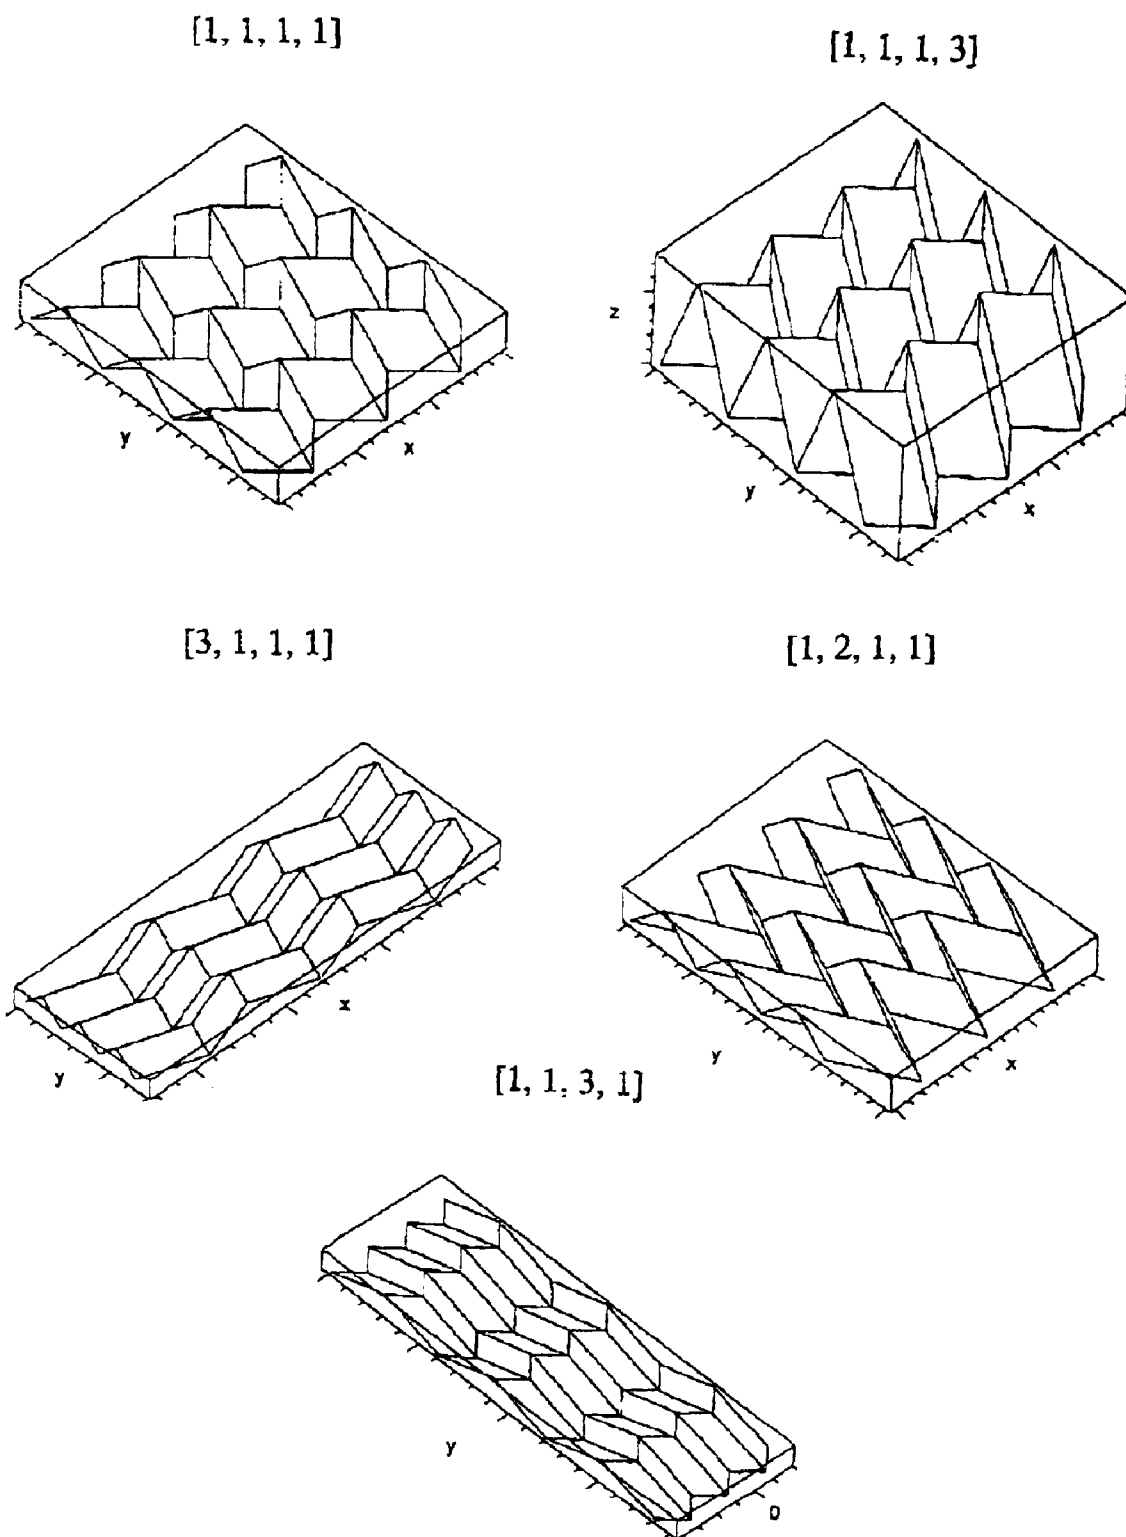 [1, 1, 1, 1]
[1, 1, 1, 3]
y
x
z
y
x
[3, 1, 1, 1]
[1, 2, 1, 1]
y
x
y
x
[1, 1, 3, 1]
y
0